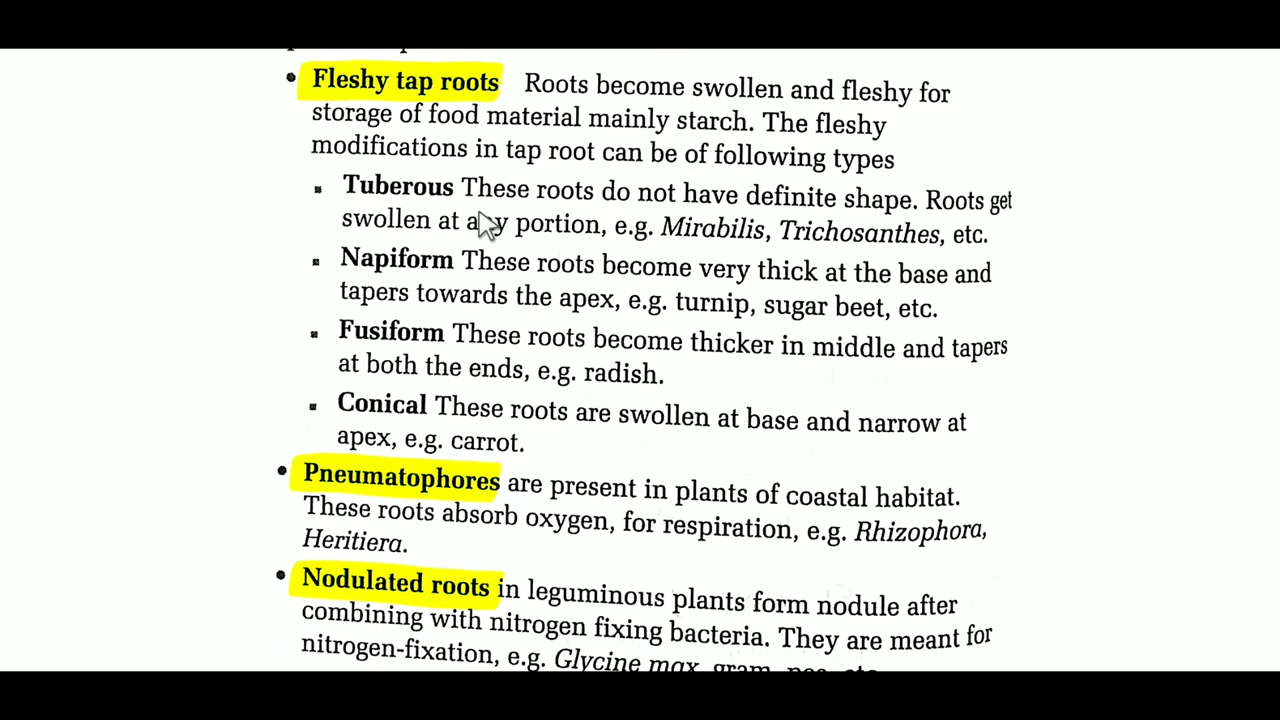 • Fleshy tap roots Roots become swollen and fleshy for
storage of food material mainly starch. The fleshy
modifications in tap root can be of following types
▪ Tuberous These roots do not have definite shape. Roots get
swollen at any portion, e.g. Mirabilis, Trichosanthes, etc.
▪ Napiform These roots become very thick at the base and
tapers towards the apex, e.g. turnip, sugar beet, etc.
▪ Fusiform These roots become thicker in middle and tapers
at both the ends, e.g. radish.
▪ Conical These roots are swollen at base and narrow at
apex, e.g. carrot.
• Pneumatophores are present in plants of coastal habitat.
These roots absorb oxygen, for respiration, e.g. Rhizophora,
Heritiera.
• Nodulated roots in leguminous plants form nodule after
combining with nitrogen fixing bacteria. They are meant for
nitrogen-fixation, e.g. Glycine max, gram, pea, etc.